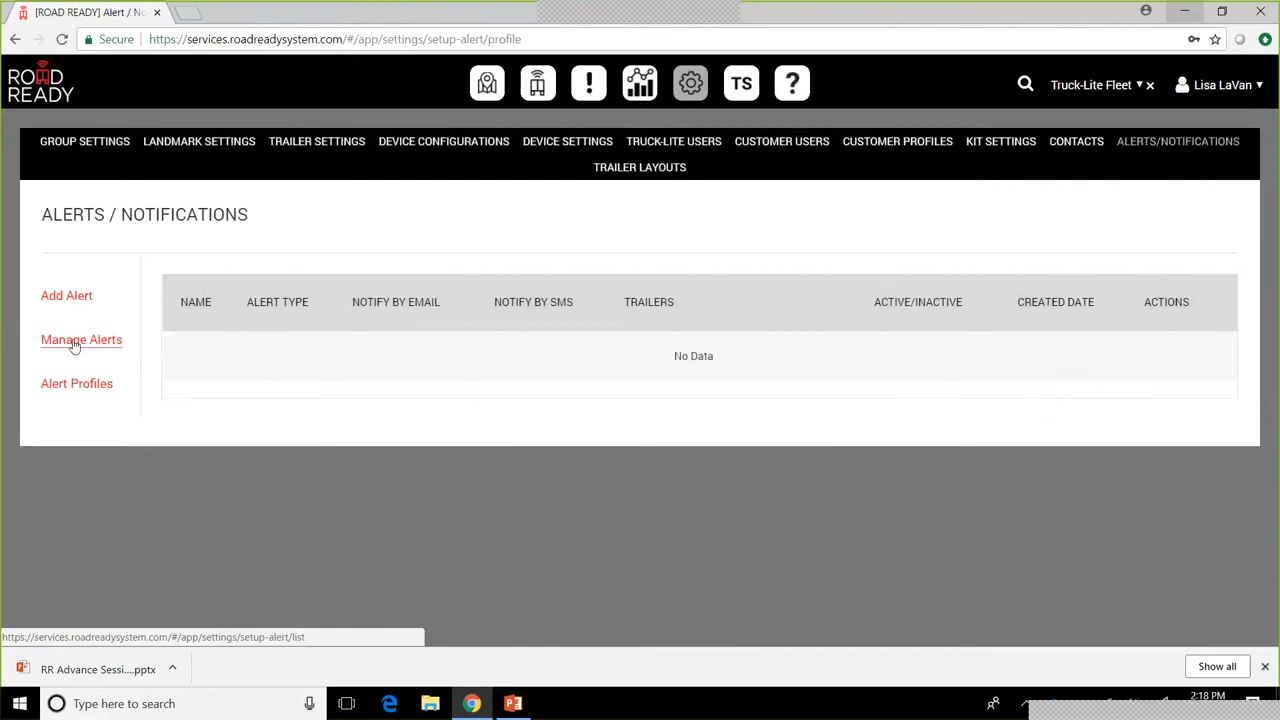 [ROAD READY] Alert / No
Secure
https://services.roadreadysystem.com/#/app/settings/setup-alert/profile
ROAD READY
!
TS
?
Truck-Lite Fleet
Lisa LaVan
GROUP SETTINGS LANDMARK SETTINGS TRAILER SETTINGS DEVICE CONFIGURATIONS DEVICE SETTINGS TRUCK-LITE USERS CUSTOMER USERS CUSTOMER PROFILES KIT SETTINGS CONTACTS ALERTS/NOTIFICATIONS
TRAILER LAYOUTS
ALERTS / NOTIFICATIONS
Add Alert
Manage Alerts
Alert Profiles
NAME ALERT TYPE NOTIFY BY EMAIL NOTIFY BY SMS TRAILERS ACTIVE/INACTIVE CREATED DATE ACTIONS
No Data
https://services.roadreadysystem.com/#/app/settings/setup-alert/list
RR Advance Sessi....pptx
Show all
Type here to search
2:18 PM